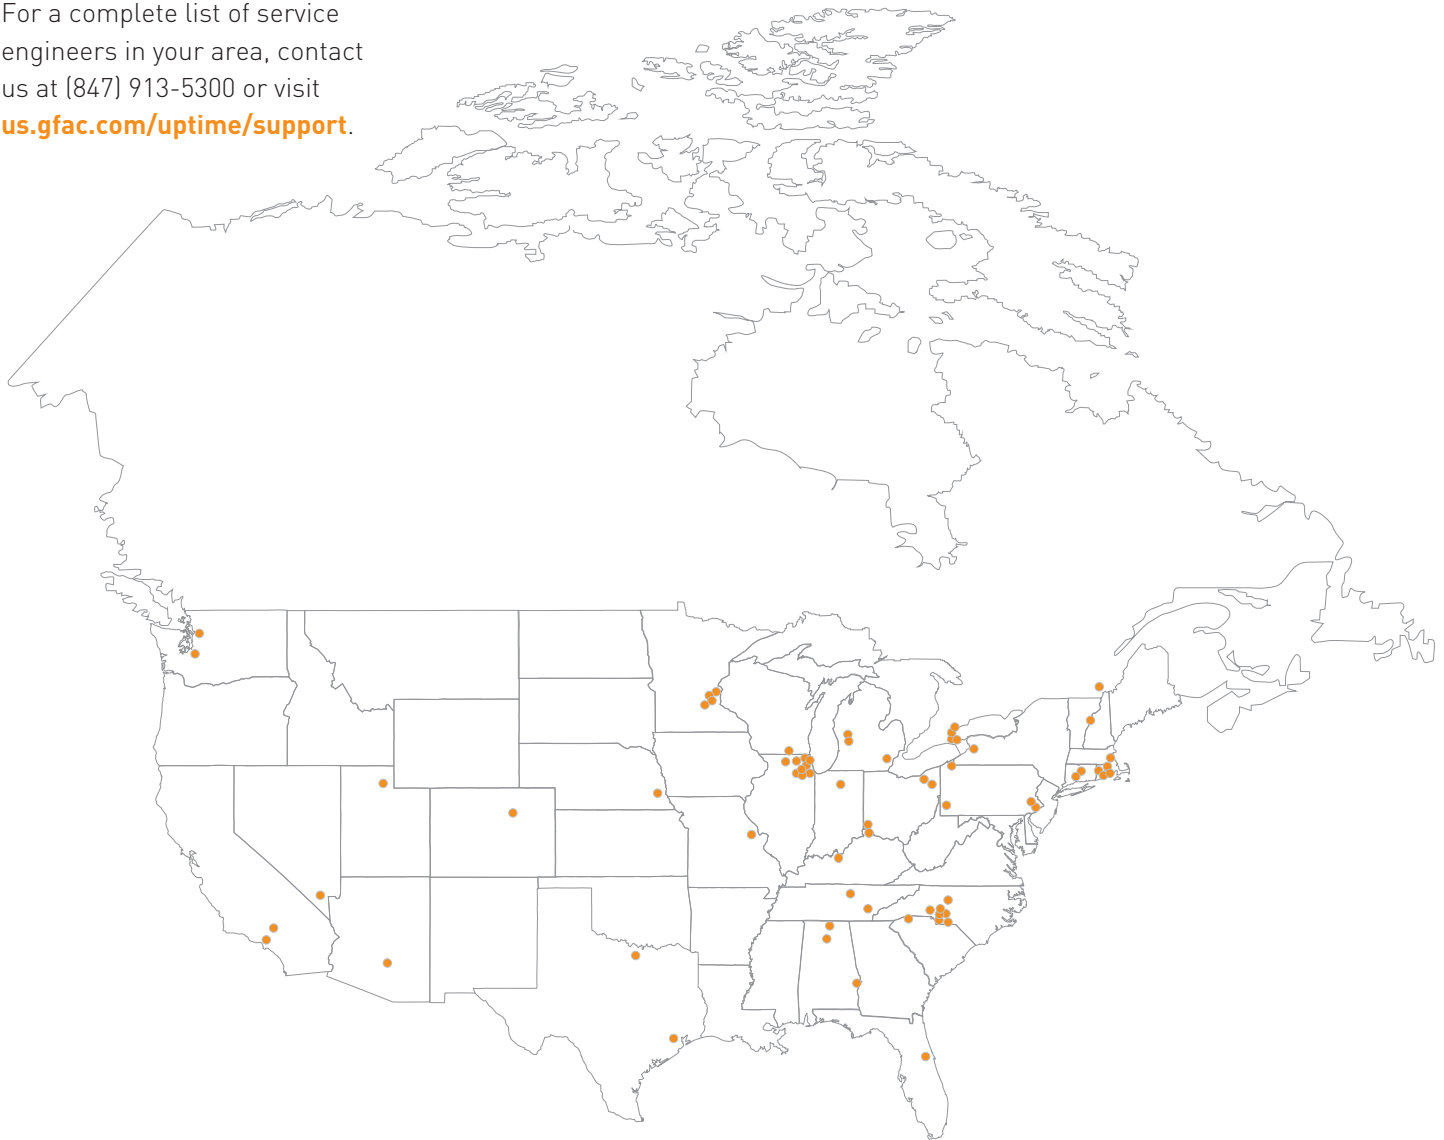 For a complete list of service
engineers in your area, contact
us at (847) 913-5300 or visit
us.gfac.com/uptime/support.